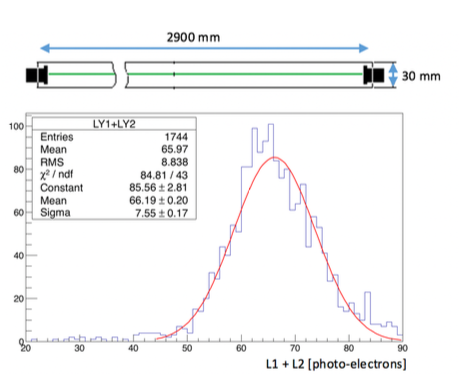 2900 mm
30 mm
LY1+LY2
Entries 1744
Mean 65.97
RMS 8.838
χ² / ndf 84.81 / 43
Constant 85.56 ± 2.81
Mean 66.19 ± 0.20
Sigma 7.55 ± 0.17
100
80
60
40
20
0
20 30 40 50 60 70 80 90
L1 + L2 [photo-electrons]